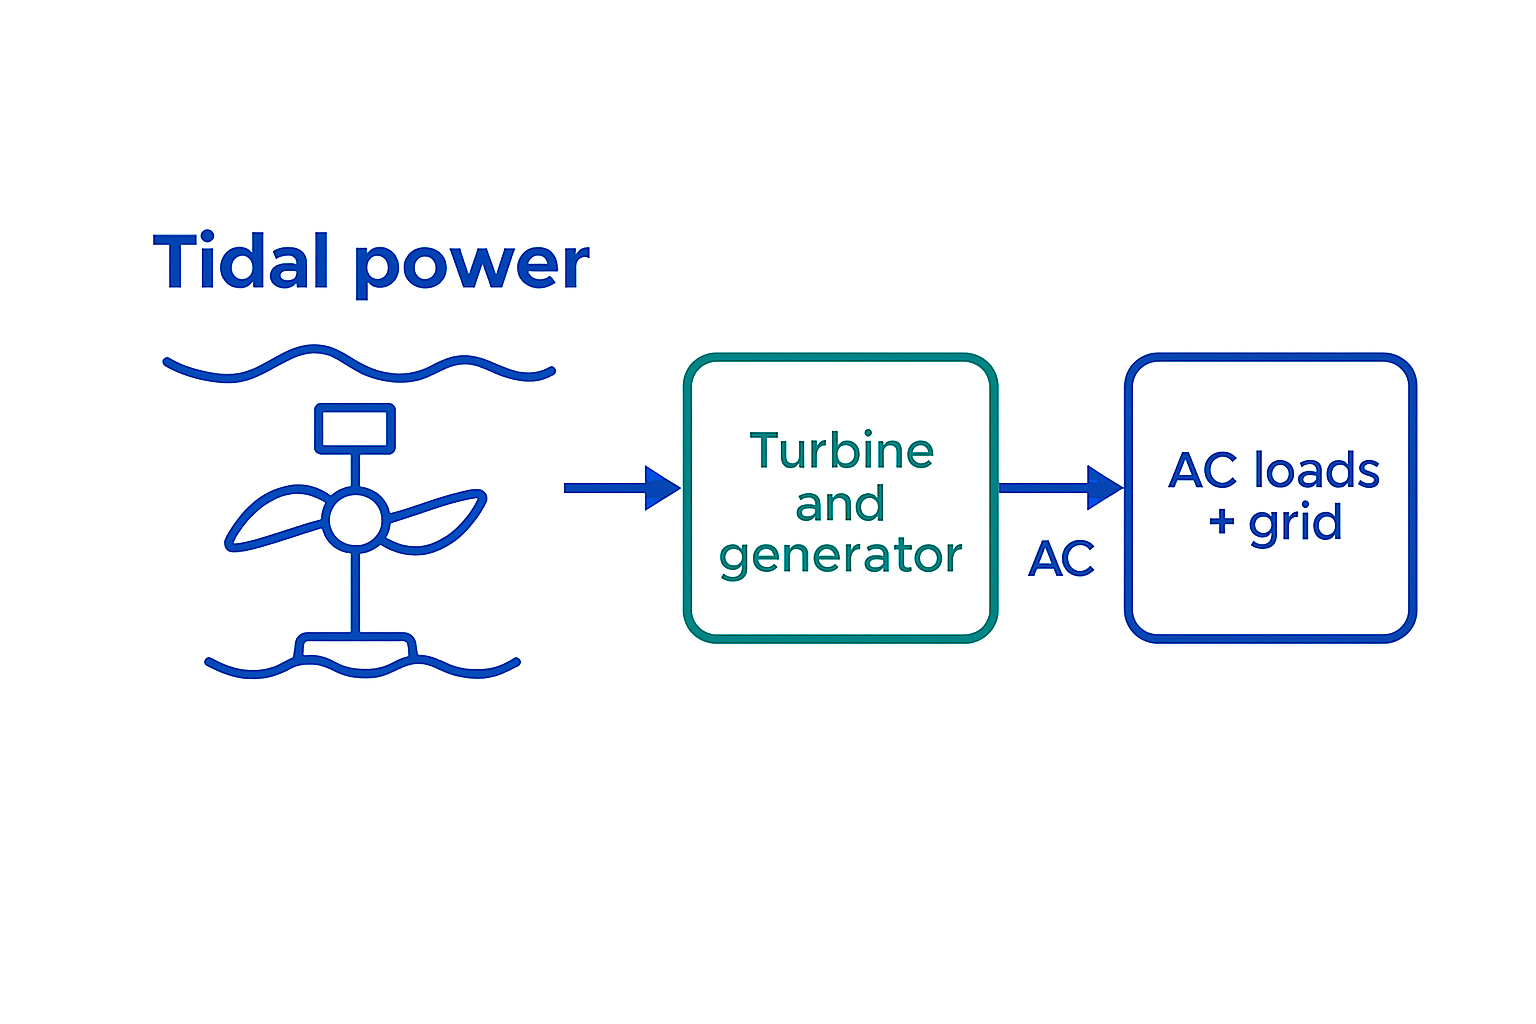 Tidal power
Turbine
and
generator
AC
AC loads
+ grid